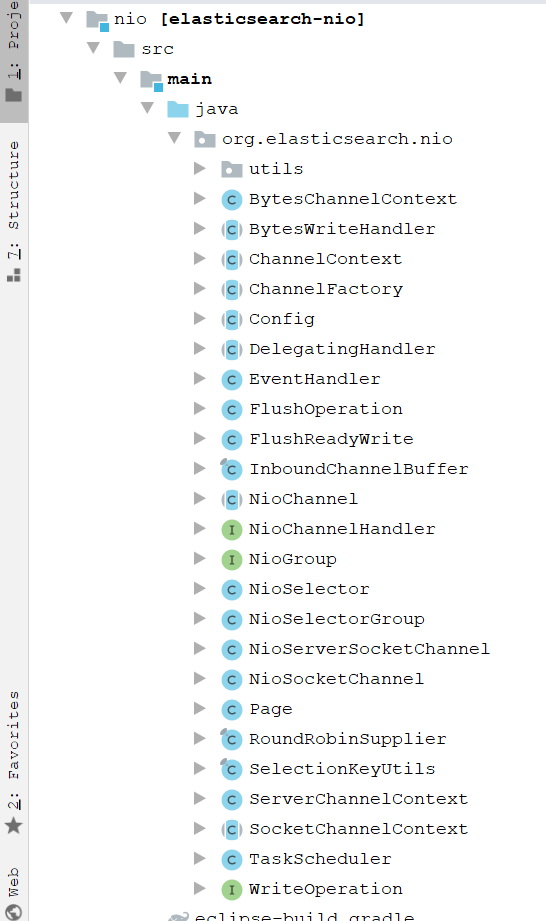 1: Proje
7: Structure
2: Favorites
Web
nio [elasticsearch-nio]
src
main
java
org.elasticsearch.nio
utils
BytesChannelContext
BytesWriteHandler
ChannelContext
ChannelFactory
Config
DelegatingHandler
EventHandler
FlushOperation
FlushReadyWrite
InboundChannelBuffer
NioChannel
NioChannelHandler
NioGroup
NioSelector
NioSelectorGroup
NioServerSocketChannel
NioSocketChannel
Page
RoundRobinSupplier
SelectionKeyUtils
ServerChannelContext
SocketChannelContext
TaskScheduler
WriteOperation
eclipse-build.gradle